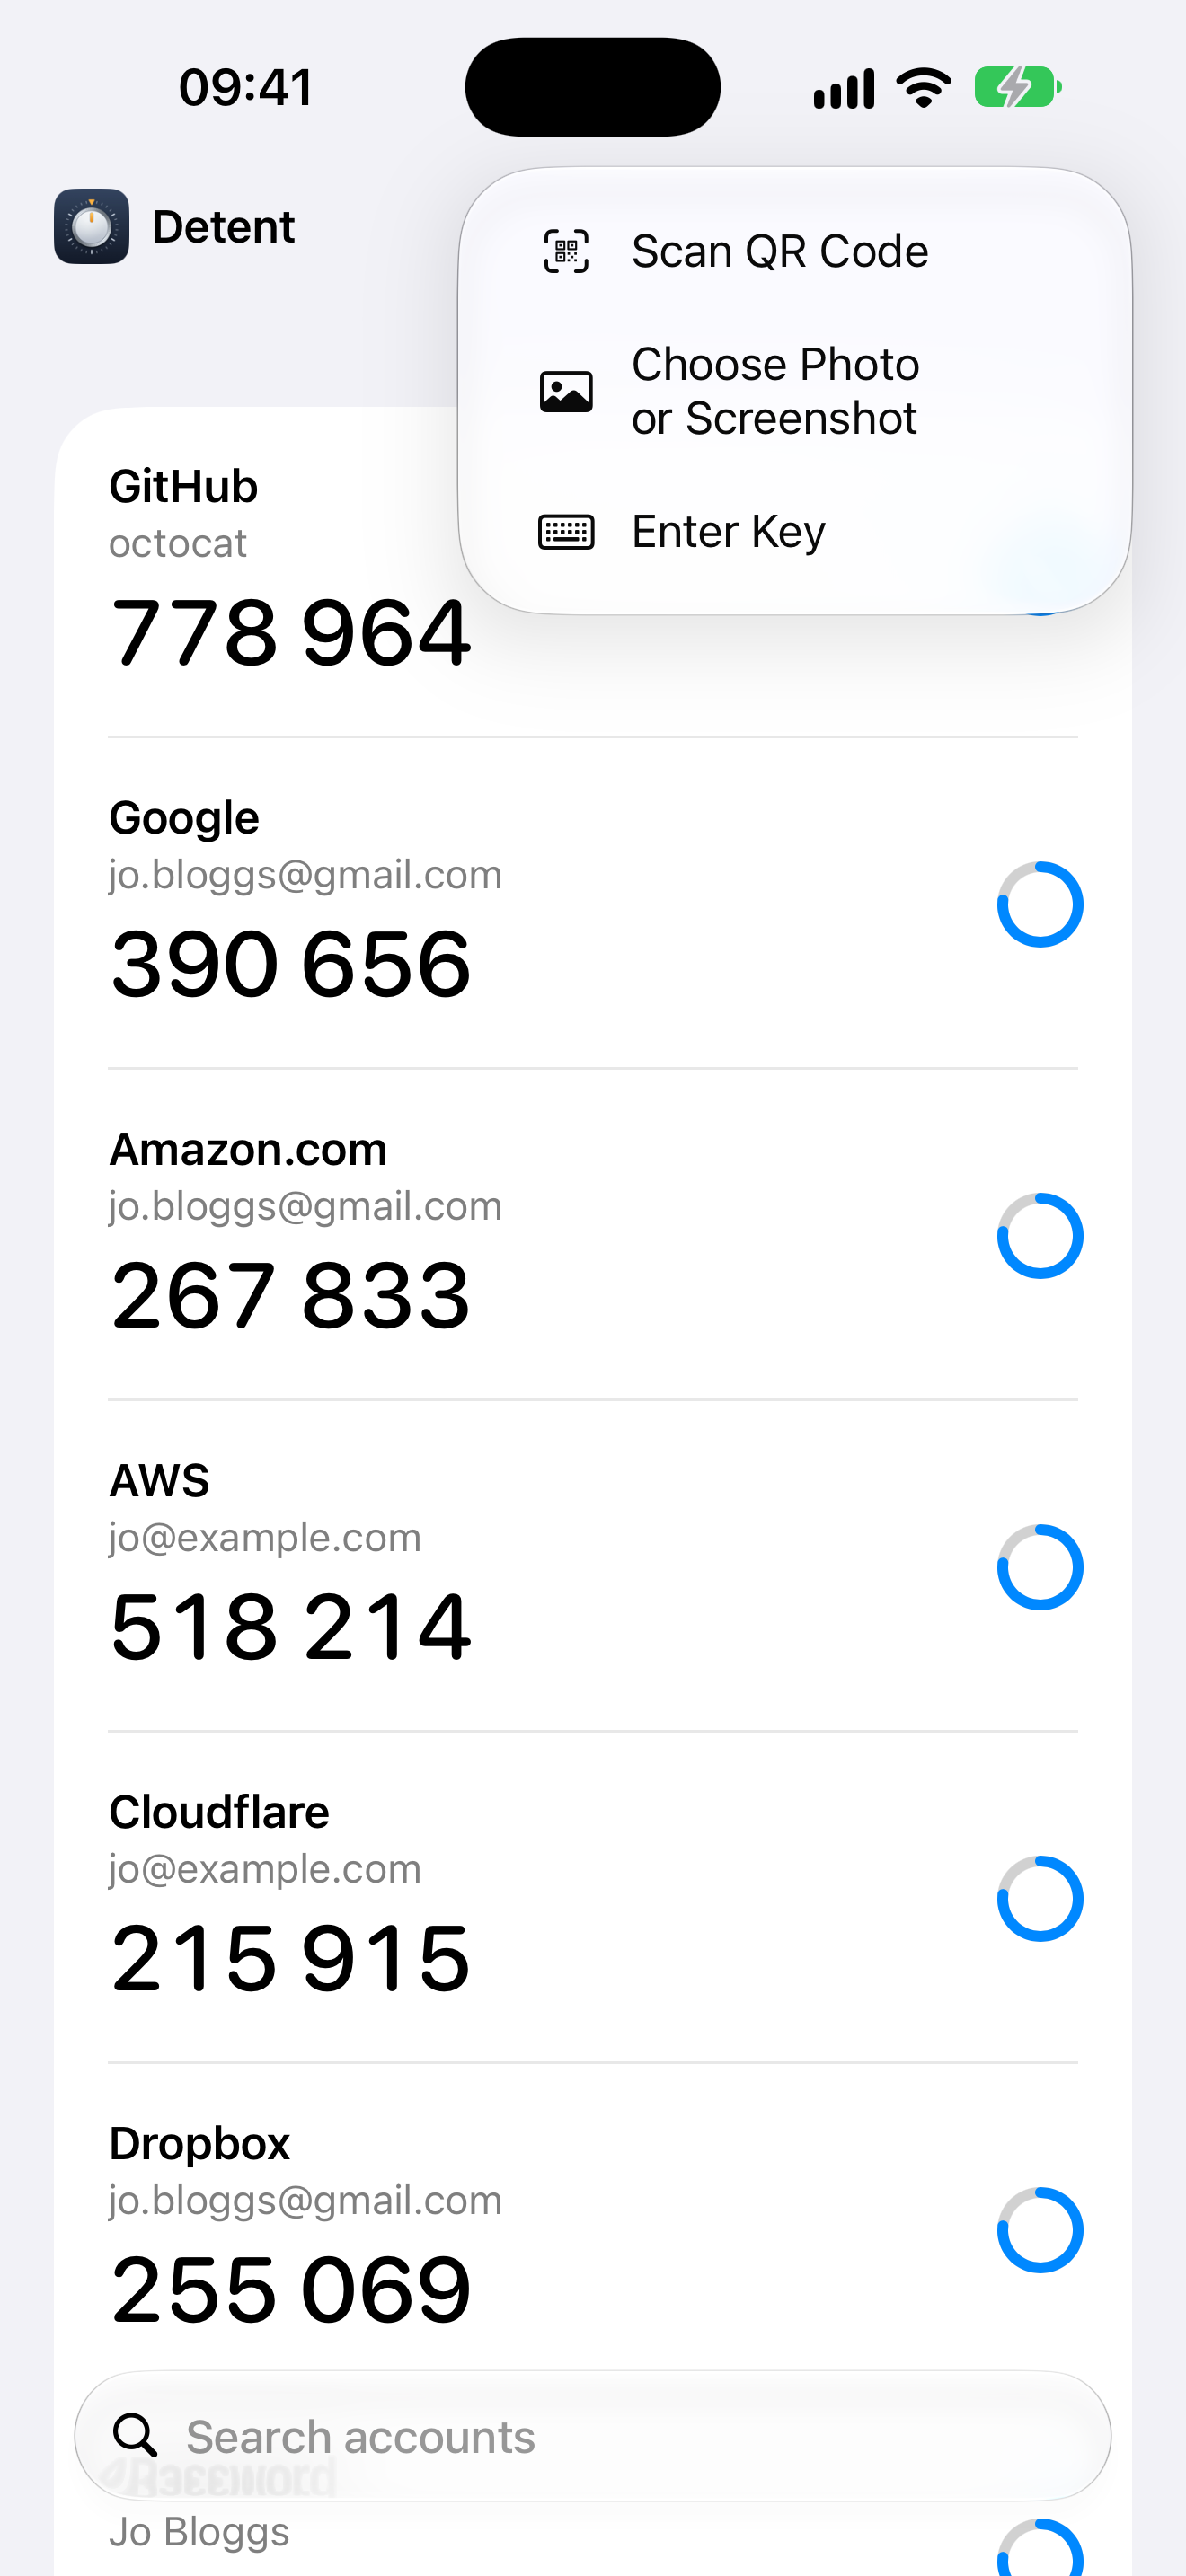 09:41
Detent
Scan QR Code
Choose Photo
or Screenshot
Enter Key
GitHub
octocat
778 964
Google
jo.bloggs@gmail.com
390 656
Amazon.com
jo.bloggs@gmail.com
267 833
AWS
jo@example.com
518 214
Cloudflare
jo@example.com
215 915
Dropbox
jo.bloggs@gmail.com
255 069
Search accounts
Jo Bloggs